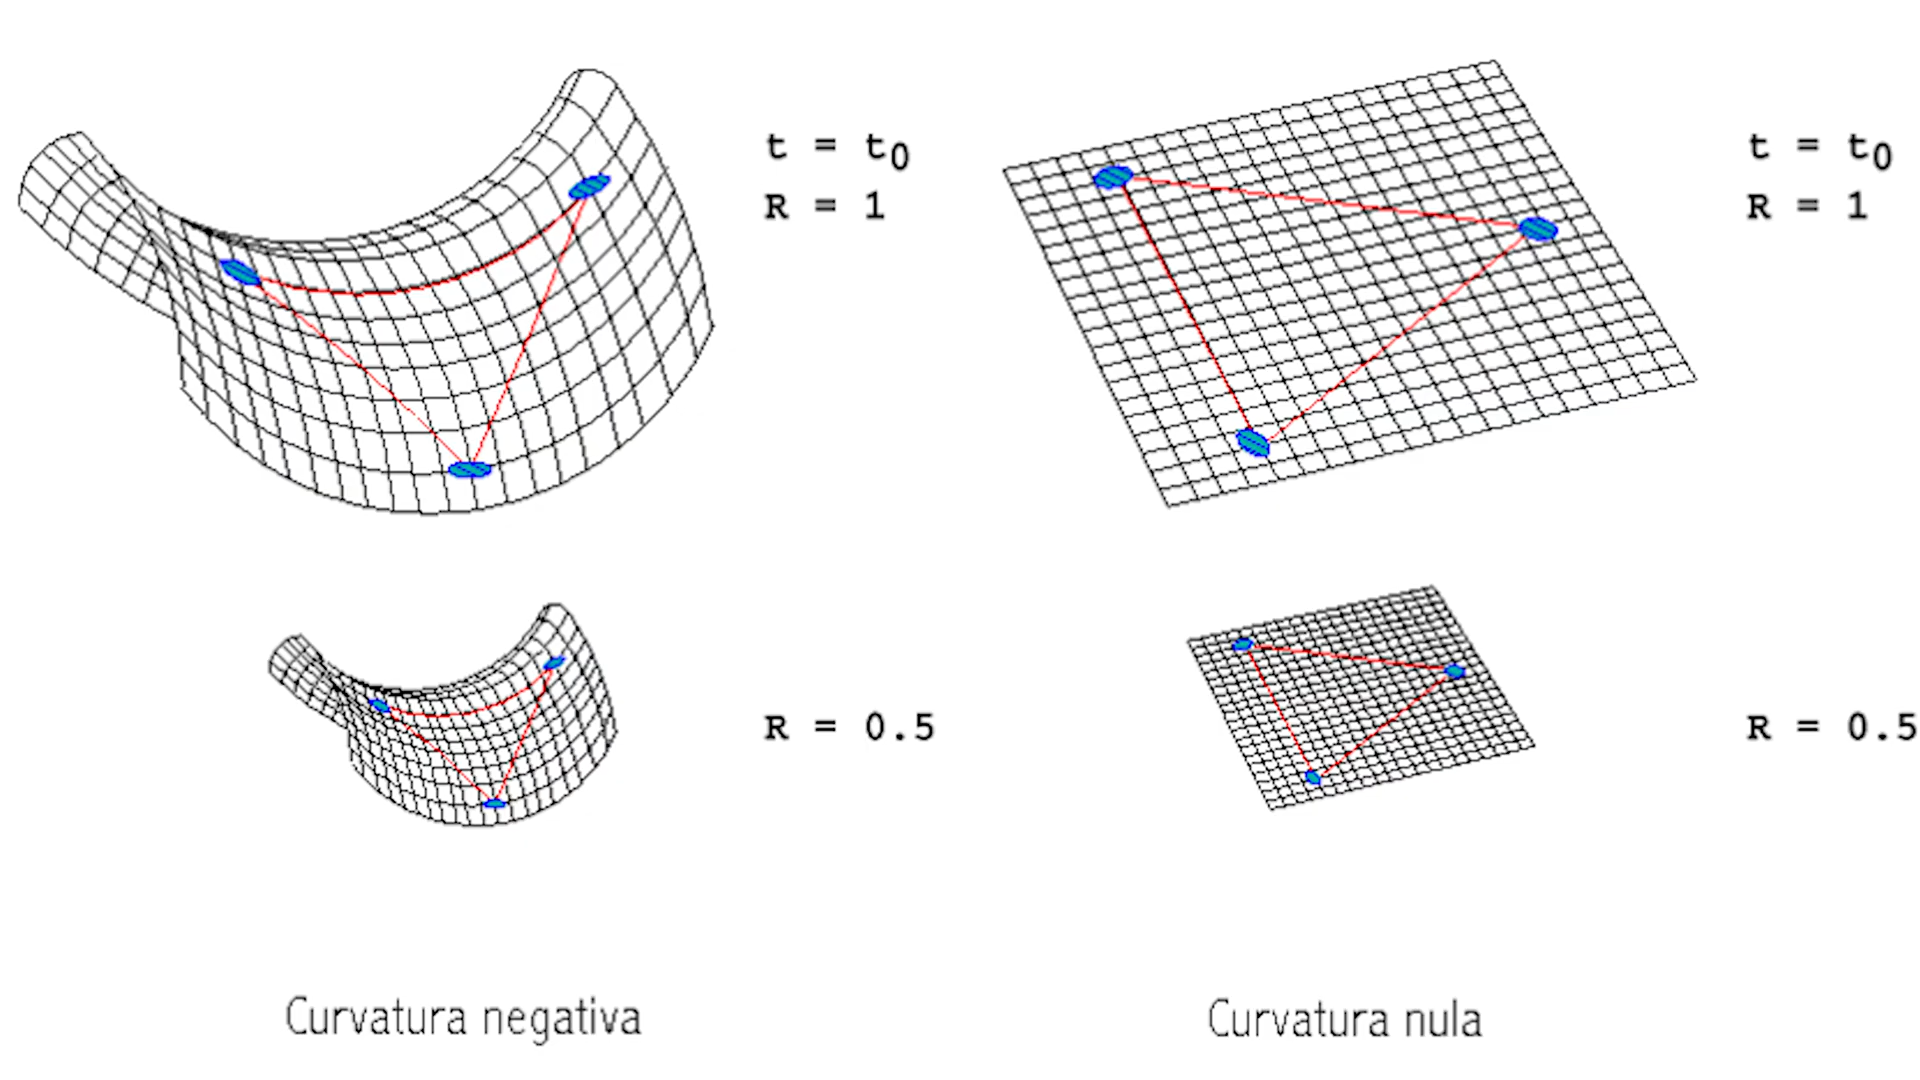 t = t0
R = 1
t = t0
R = 1
R = 0.5
R = 0.5
Curvatura negativa
Curvatura nula